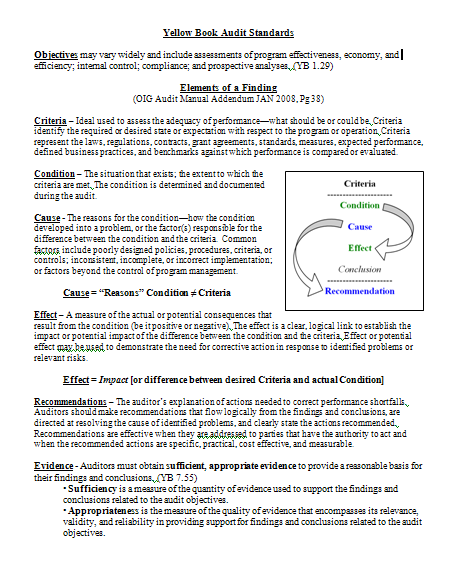 Yellow Book Audit Standards
Objectives may vary widely and include assessments of program effectiveness, economy, and
efficiency; internal control; compliance; and prospective analyses. (YB 1.29)
Elements of a Finding
(OIG Audit Manual Addendum JAN 2008, Pg 38)
Criteria – Ideal used to assess the adequacy of performance—what should be or could be. Criteria
identify the required or desired state or expectation with respect to the program or operation. Criteria
represent the laws, regulations, contracts, grant agreements, standards, measures, expected performance,
defined business practices, and benchmarks against which performance is compared or evaluated.
Condition – The situation that exists; the extent to which the
criteria are met. The condition is determined and documented
during the audit.
Cause - The reasons for the condition—how the condition
developed into a problem, or the factor(s) responsible for the
difference between the condition and the criteria. Common
factors include poorly designed policies, procedures, criteria, or
controls; inconsistent, incomplete, or incorrect implementation;
or factors beyond the control of program management.
Cause = “Reasons” Condition ≠ Criteria
Criteria
--------------------
Condition
--------------------
Cause
Effect
Conclusion
--------------------
Recommendation
Effect – A measure of the actual or potential consequences that
result from the condition (be it positive or negative). The effect is a clear, logical link to establish the
impact or potential impact of the difference between the condition and the criteria. Effect or potential
effect may be used to demonstrate the need for corrective action in response to identified problems or
relevant risks.
Effect = Impact [or difference between desired Criteria and actual Condition]
Recommendations – The auditor’s explanation of actions needed to correct performance shortfalls.
Auditors should make recommendations that flow logically from the findings and conclusions, are
directed at resolving the cause of identified problems, and clearly state the actions recommended.
Recommendations are effective when they are addressed to parties that have the authority to act and
when the recommended actions are specific, practical, cost effective, and measurable.
Evidence - Auditors must obtain sufficient, appropriate evidence to provide a reasonable basis for
their findings and conclusions. (YB 7.55)
• Sufficiency is a measure of the quantity of evidence used to support the findings and
conclusions related to the audit objectives.
• Appropriateness is the measure of the quality of evidence that encompasses its relevance,
validity, and reliability in providing support for findings and conclusions related to the audit
objectives.